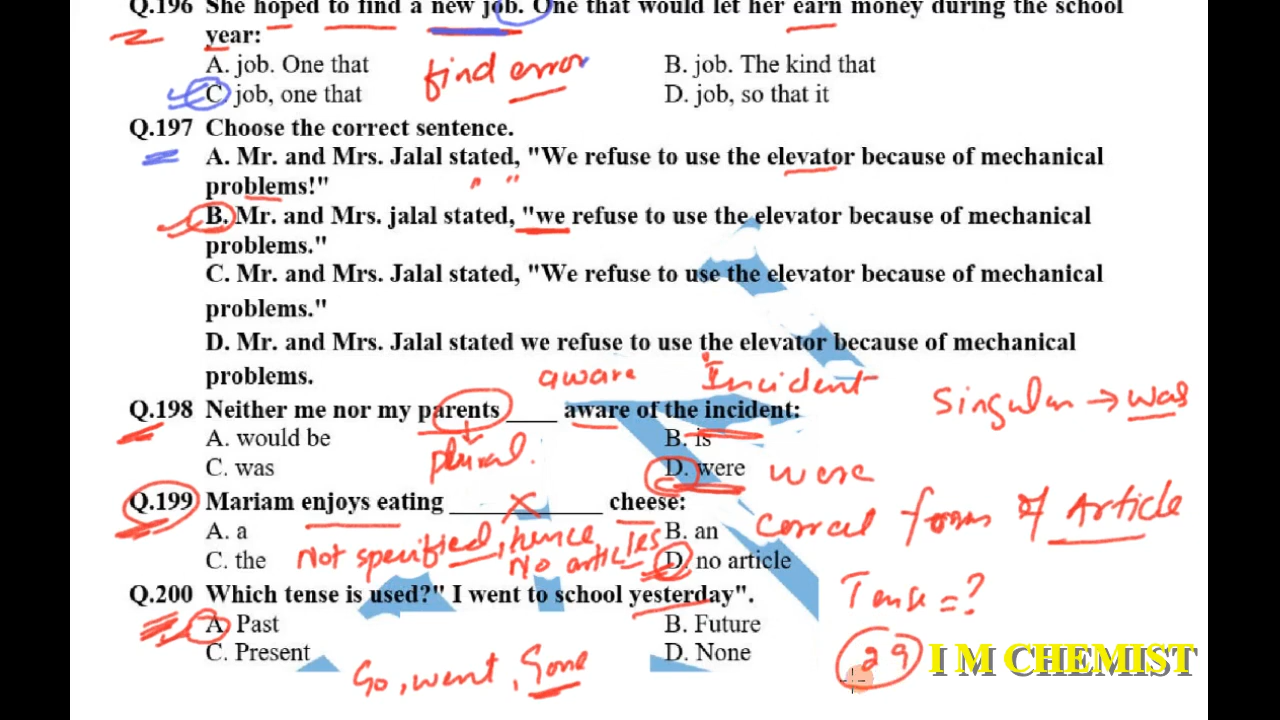 Q.196 She hoped to find a new job. One that would let her earn money during the school
year:
A. job. One that B. job. The kind that
find error
C. job, one that D. job, so that it
Q.197 Choose the correct sentence.
A. Mr. and Mrs. Jalal stated, "We refuse to use the elevator because of mechanical
problems!"
B. Mr. and Mrs. jalal stated, "we refuse to use the elevator because of mechanical
problems."
C. Mr. and Mrs. Jalal stated, "We refuse to use the elevator because of mechanical
problems."
D. Mr. and Mrs. Jalal stated we refuse to use the elevator because of mechanical
problems.
aware Incident
Singular → was
Q.198 Neither me nor my parents ____ aware of the incident:
A. would be B. is
plural.
C. was D. were were
Q.199 Mariam enjoys eating ____________ cheese:
A. a B. an
correct forms of Article
Not specified, hence
No articles
C. the D. no article
Q.200 Which tense is used?" I went to school yesterday".
Tense = ?
A. Past B. Future
C. Present D. None
Go, went, Gone
29
I M CHEMIST